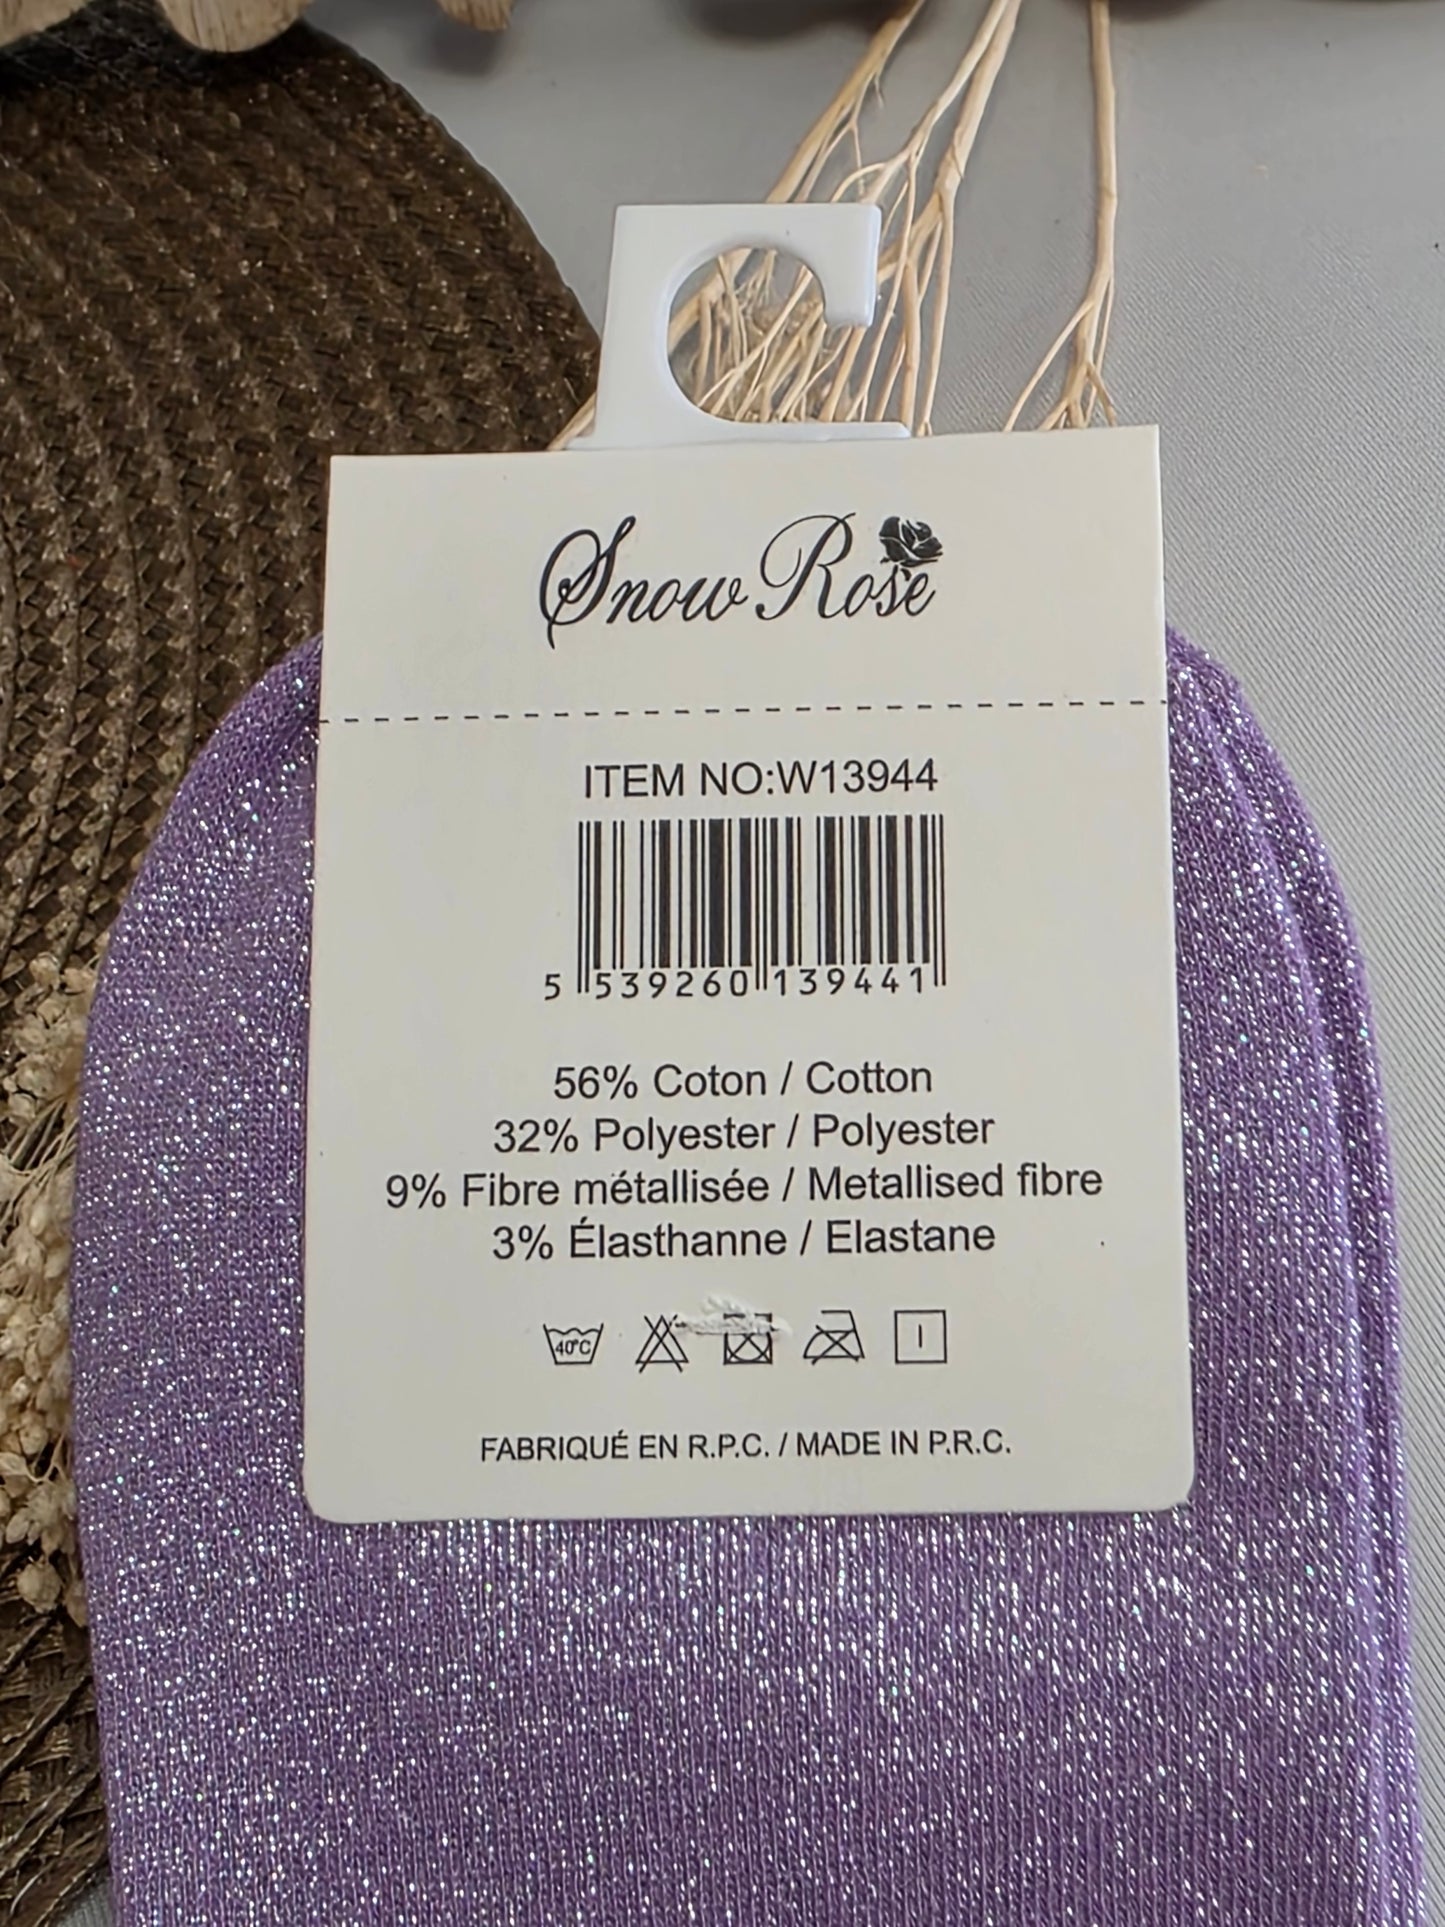 Snow Rose
ITEM NO:W13944
5 539260 139441
56% Coton / Cotton
32% Polyester / Polyester
9% Fibre métallisée / Metallised fibre
3% Élasthanne / Elastane
40°C
FABRIQUÉ EN R.P.C. / MADE IN P.R.C.